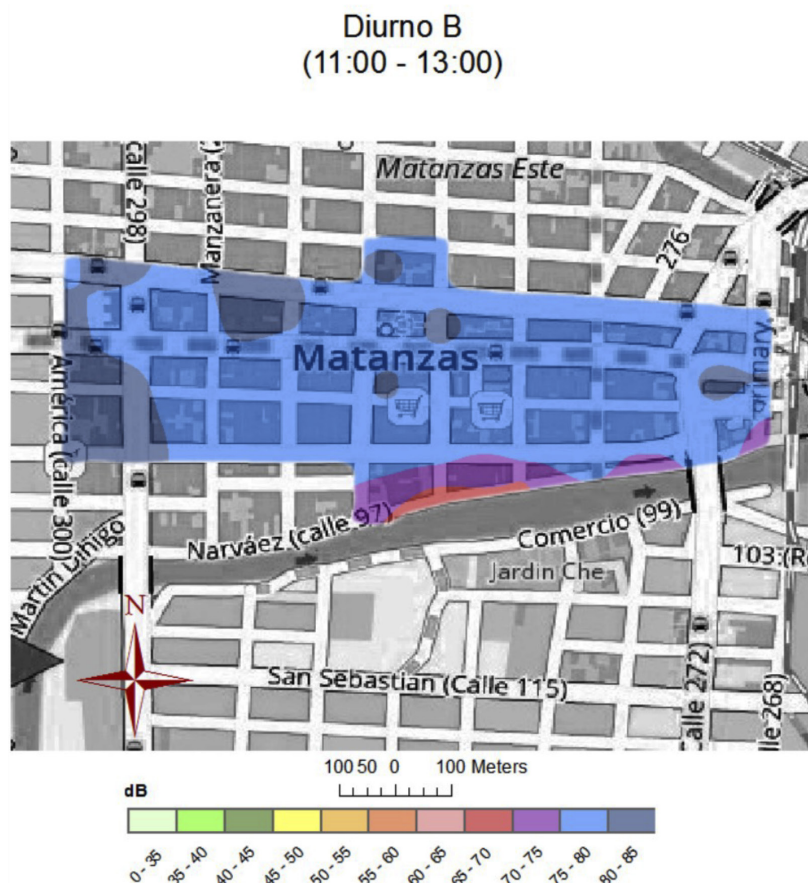 Diurno B
(11:00 - 13:00)
calle 298)
Manzanera (
Matanzas Este
276
Matanzas
América (calle 300)
primary
Narváez (calle 97)
Comercio (99)
Martin Dihigo
Jardin Che
103 (R
N
San Sebastian (Calle 115)
Calle 272)
lle 268)
100 50 0 100 Meters
dB
0 - 35
35 - 40
40 - 45
45 - 50
50 - 55
55 - 60
60 - 65
65 - 70
70 - 75
75 - 80
80 - 85